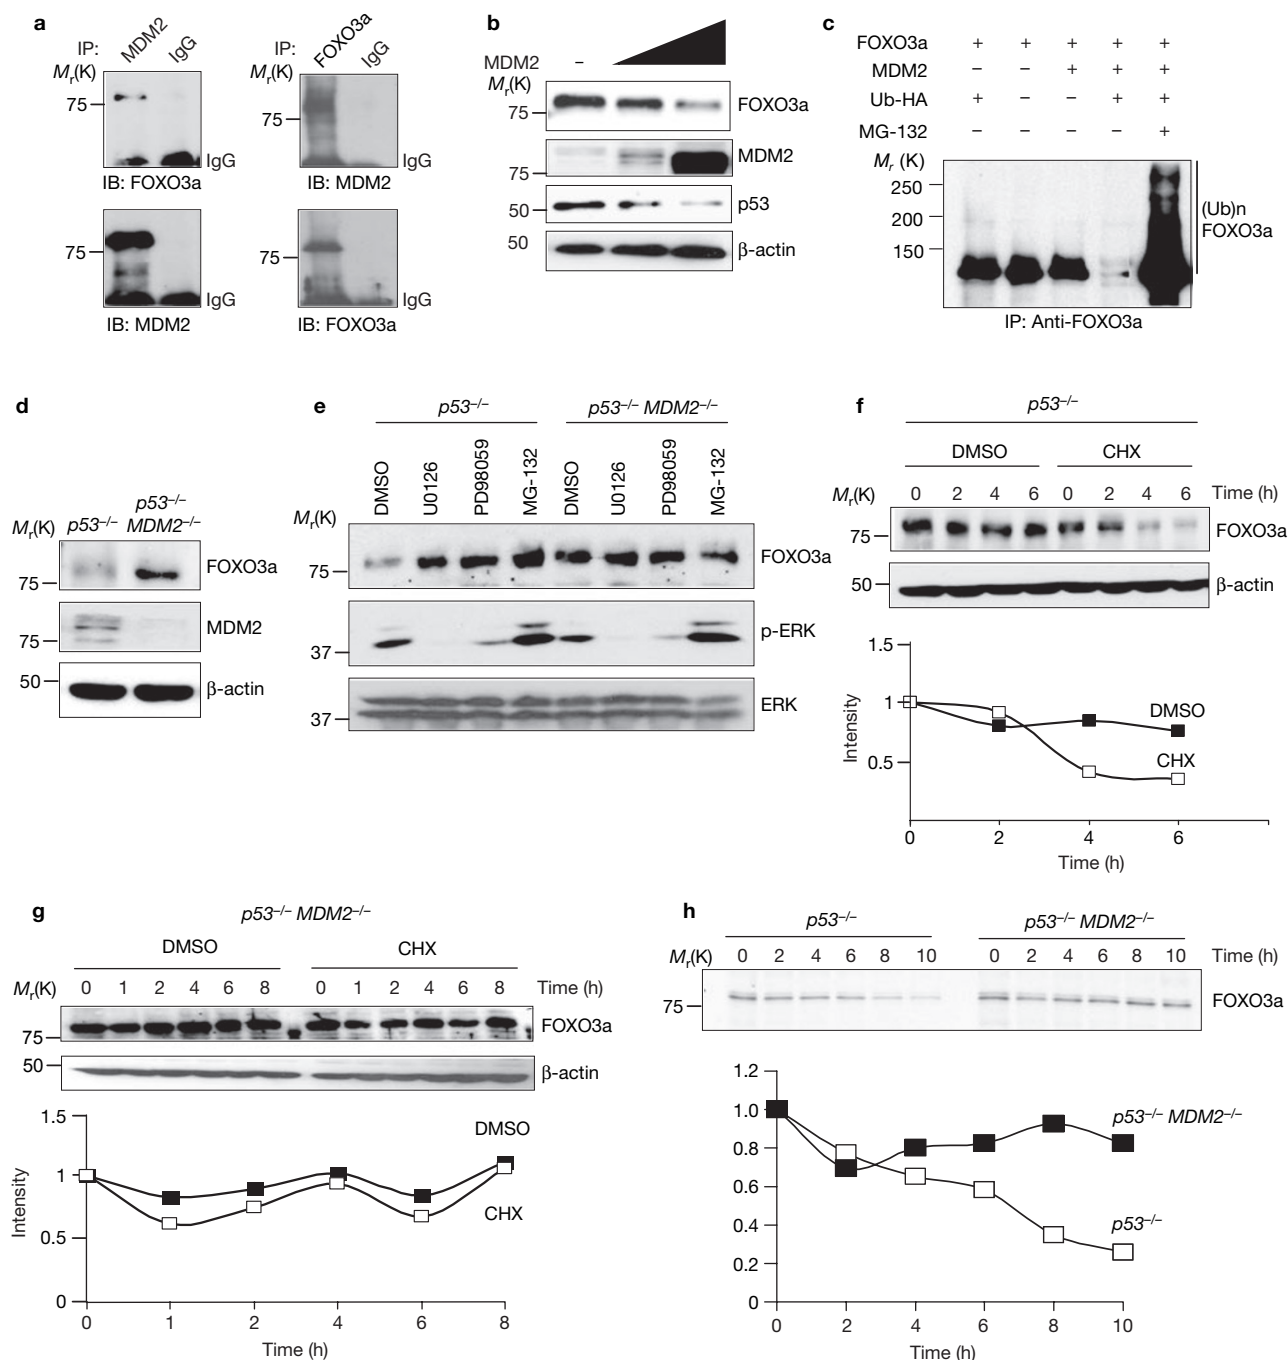 a
IP: MDM2 IgG
Mr(K)
75
IgG
IB: FOXO3a
75
IgG
IB: MDM2
IP: FOXO3a IgG
Mr(K)
75
IB: MDM2
75
IgG
IB: FOXO3a
b
MDM2 –
Mr(K)
75 FOXO3a
75 MDM2
50 p53
50 β-actin
c
FOXO3a + + + + +
MDM2 – – + + +
Ub-HA + – – + +
MG-132 – – – – +
Mr (K)
250
200
150
(Ub)n
FOXO3a
IP: Anti-FOXO3a
d
p53–/–
p53–/– MDM2–/–
Mr(K)
75 FOXO3a
75 MDM2
50 β-actin
e
p53–/– p53–/– MDM2–/–
DMSO U0126 PD98059 MG-132 DMSO U0126 PD98059 MG-132
Mr(K)
75 FOXO3a
37 p-ERK
37 ERK
f
p53–/–
DMSO CHX
Mr(K) 0 2 4 6 0 2 4 6 Time (h)
75 FOXO3a
50 β-actin
1.5
1
0.5
Intensity
DMSO
CHX
0 2 4 6
Time (h)
g
p53–/– MDM2–/–
DMSO CHX
Mr(K) 0 1 2 4 6 8 0 1 2 4 6 8 Time (h)
75 FOXO3a
50 β-actin
1.5
1
0.5
0
Intensity
DMSO
CHX
0 1 2 4 6 8
Time (h)
h
p53–/– p53–/– MDM2–/–
Mr(K) 0 2 4 6 8 10 0 2 4 6 8 10 Time (h)
75 FOXO3a
1.2
1.0
0.8
0.6
0.4
0.2
0
p53–/– MDM2–/–
p53–/–
0 2 4 6 8 10
Time (h)